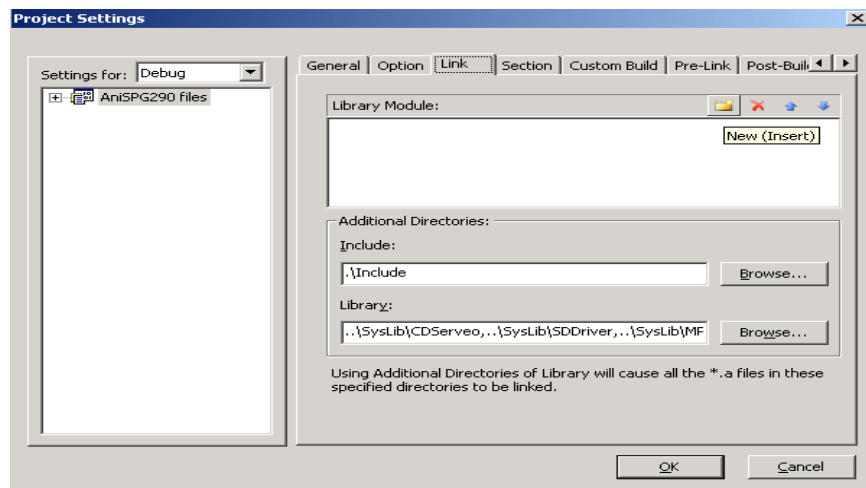 Project Settings
Settings for: Debug
AniSPG290 files
General Option Link Section Custom Build Pre-Link Post-Buil
Library Module:
New (Insert)
Additional Directories:
Include:
.\Include
Browse...
Library:
..\SysLib\CDServeo,..\SysLib\SDDriver,..\SysLib\MF
Browse...
Using Additional Directories of Library will cause all the *.a files in these
specified directories to be linked.
OK Cancel